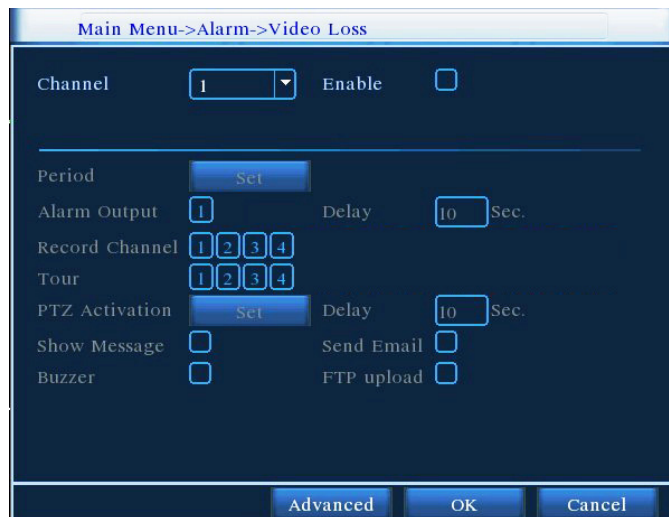 Main Menu->Alarm->Video Loss
Channel 1 Enable
Period Set
Alarm Output 1 Delay 10 Sec.
Record Channel 1 2 3 4
Tour 1 2 3 4
PTZ Activation Set Delay 10 Sec.
Show Message Send Email
Buzzer FTP upload
Advanced OK Cancel